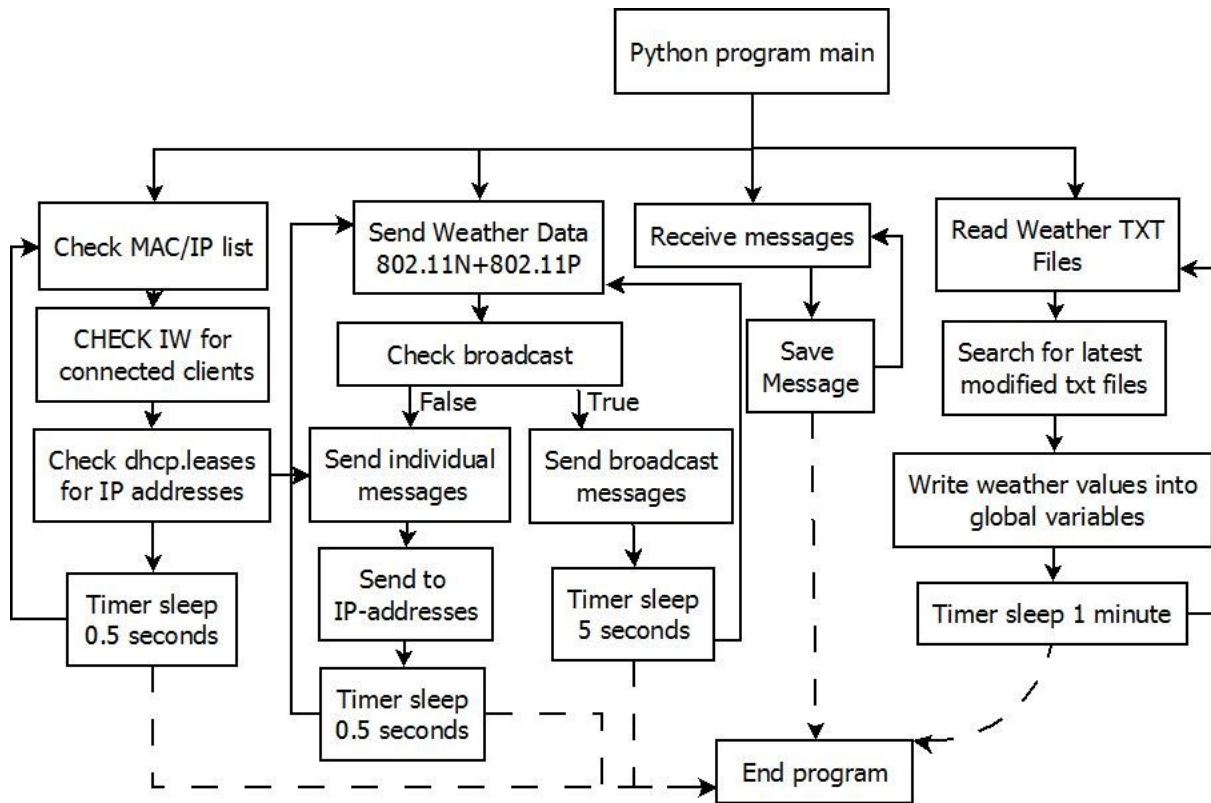 Python program main
Check MAC/IP list
CHECK IW for
connected clients
Check dhcp.leases
for IP addresses
Timer sleep
0.5 seconds
Send Weather Data
802.11N+802.11P
Check broadcast
False
True
Send individual
messages
Send to
IP-addresses
Timer sleep
0.5 seconds
Send broadcast
messages
Timer sleep
5 seconds
Receive messages
Save
Message
Read Weather TXT
Files
Search for latest
modified txt files
Write weather values into
global variables
Timer sleep 1 minute
End program